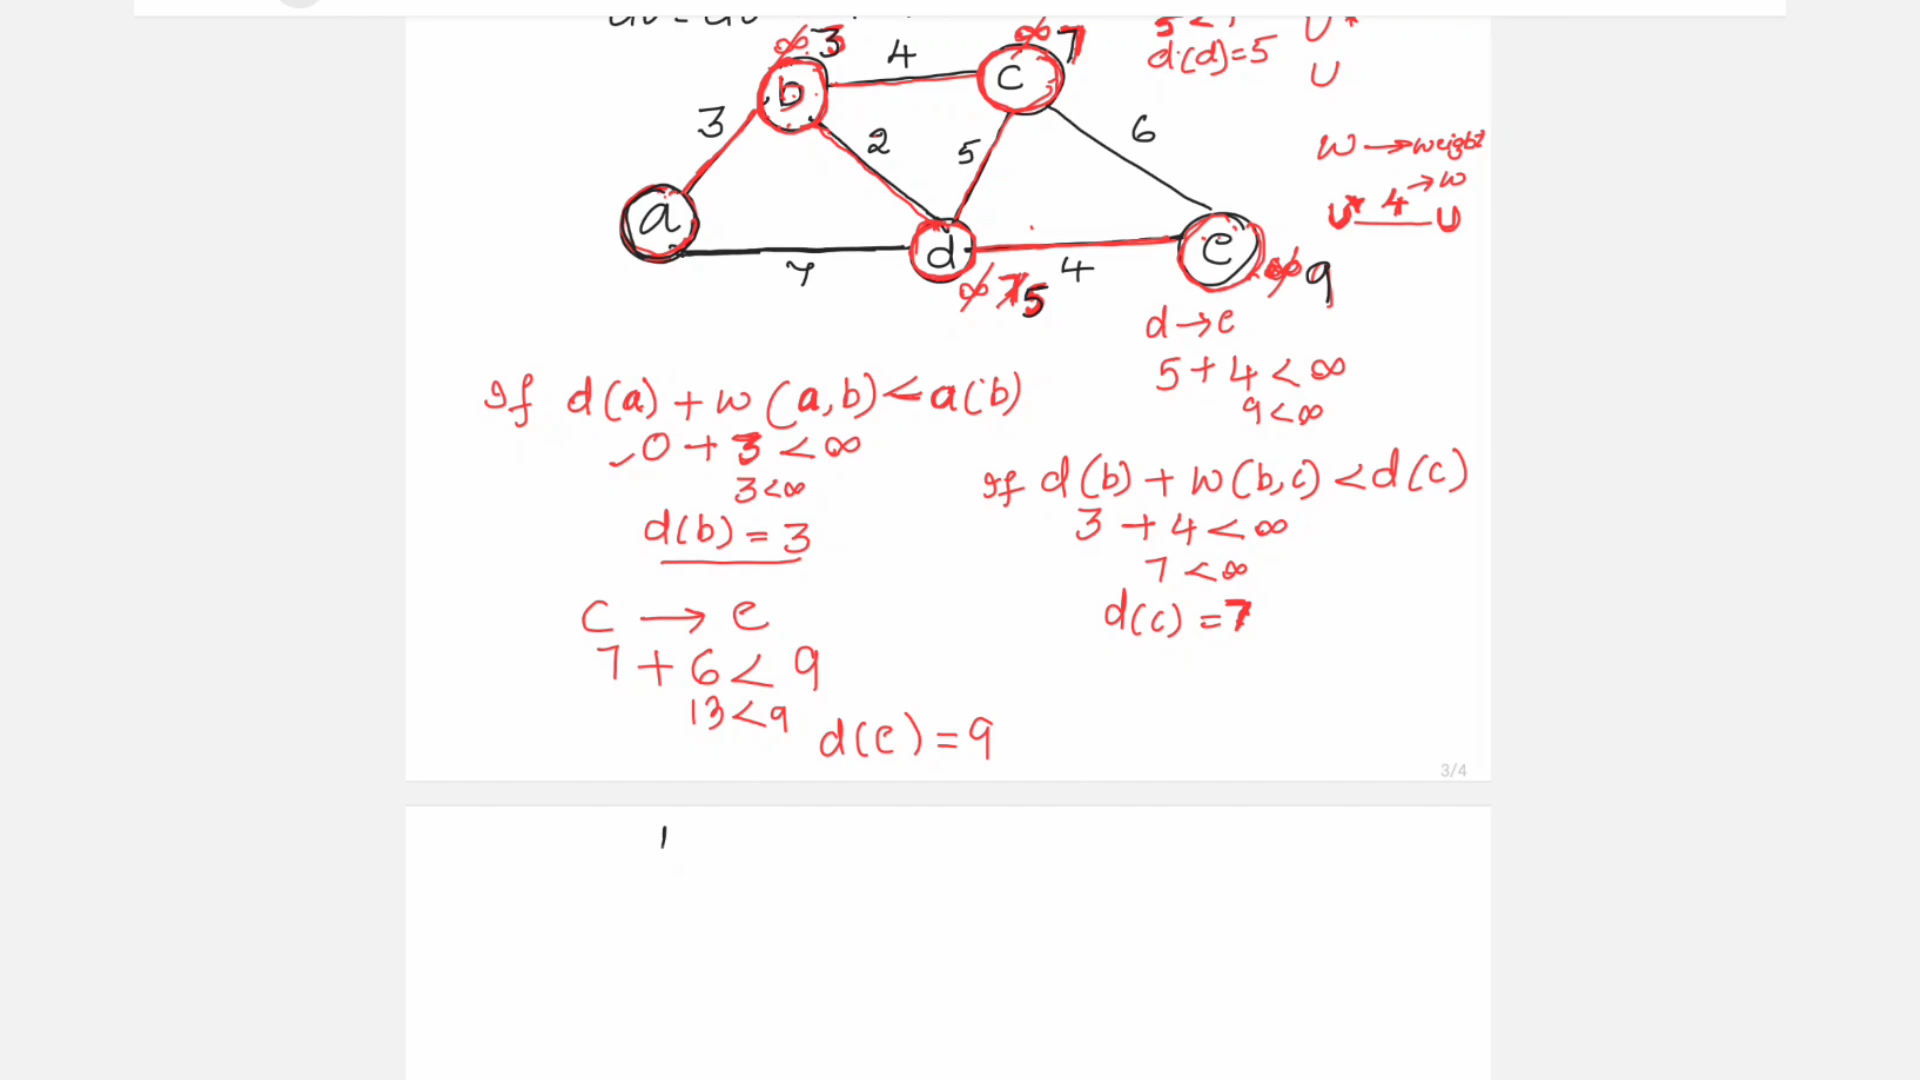 d(d)=5
U
∞ 3
4
∞ 7
b
c
3
2
5
6
w → weight
→ w
U* 4 U
a
d
e
7
4
∞ 7 5
∞ 9
d → e
5 + 4 < ∞
9 < ∞
If d(a) + w (a, b) < a(b)
0 + 3 < ∞
3 < ∞
d(b) = 3
If d(b) + w(b,c) < d(c)
3 + 4 < ∞
7 < ∞
d(c) = 7
c → e
7 + 6 < 9
13 < 9
d(e) = 9
3/4